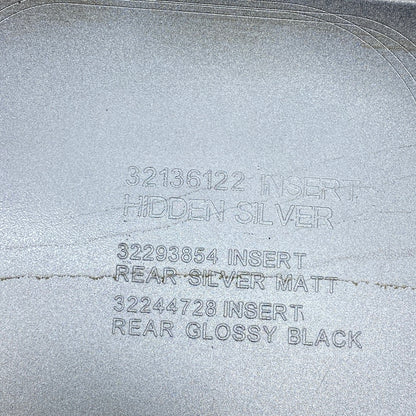 32136122 INSERT
HIDDEN SILVER
32293854 INSERT
REAR SILVER MATT
32244728 INSERT
REAR GLOSSY BLACK